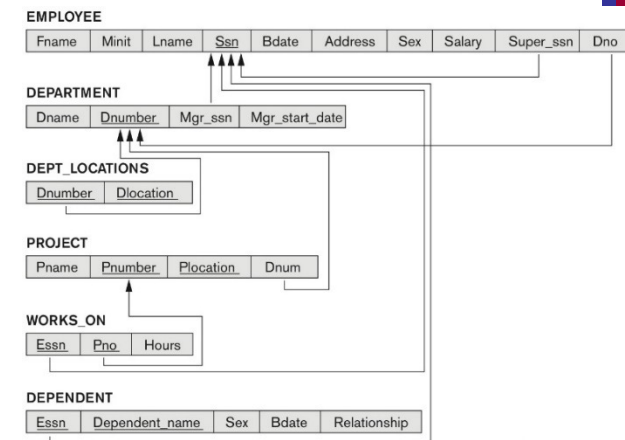 EMPLOYEE
Fname Minit Lname Ssn Bdate Address Sex Salary Super_ssn Dno
DEPARTMENT
Dname Dnumber Mgr_ssn Mgr_start_date
DEPT_LOCATIONS
Dnumber Dlocation
PROJECT
Pname Pnumber Plocation Dnum
WORKS_ON
Essn Pno Hours
DEPENDENT
Essn Dependent_name Sex Bdate Relationship